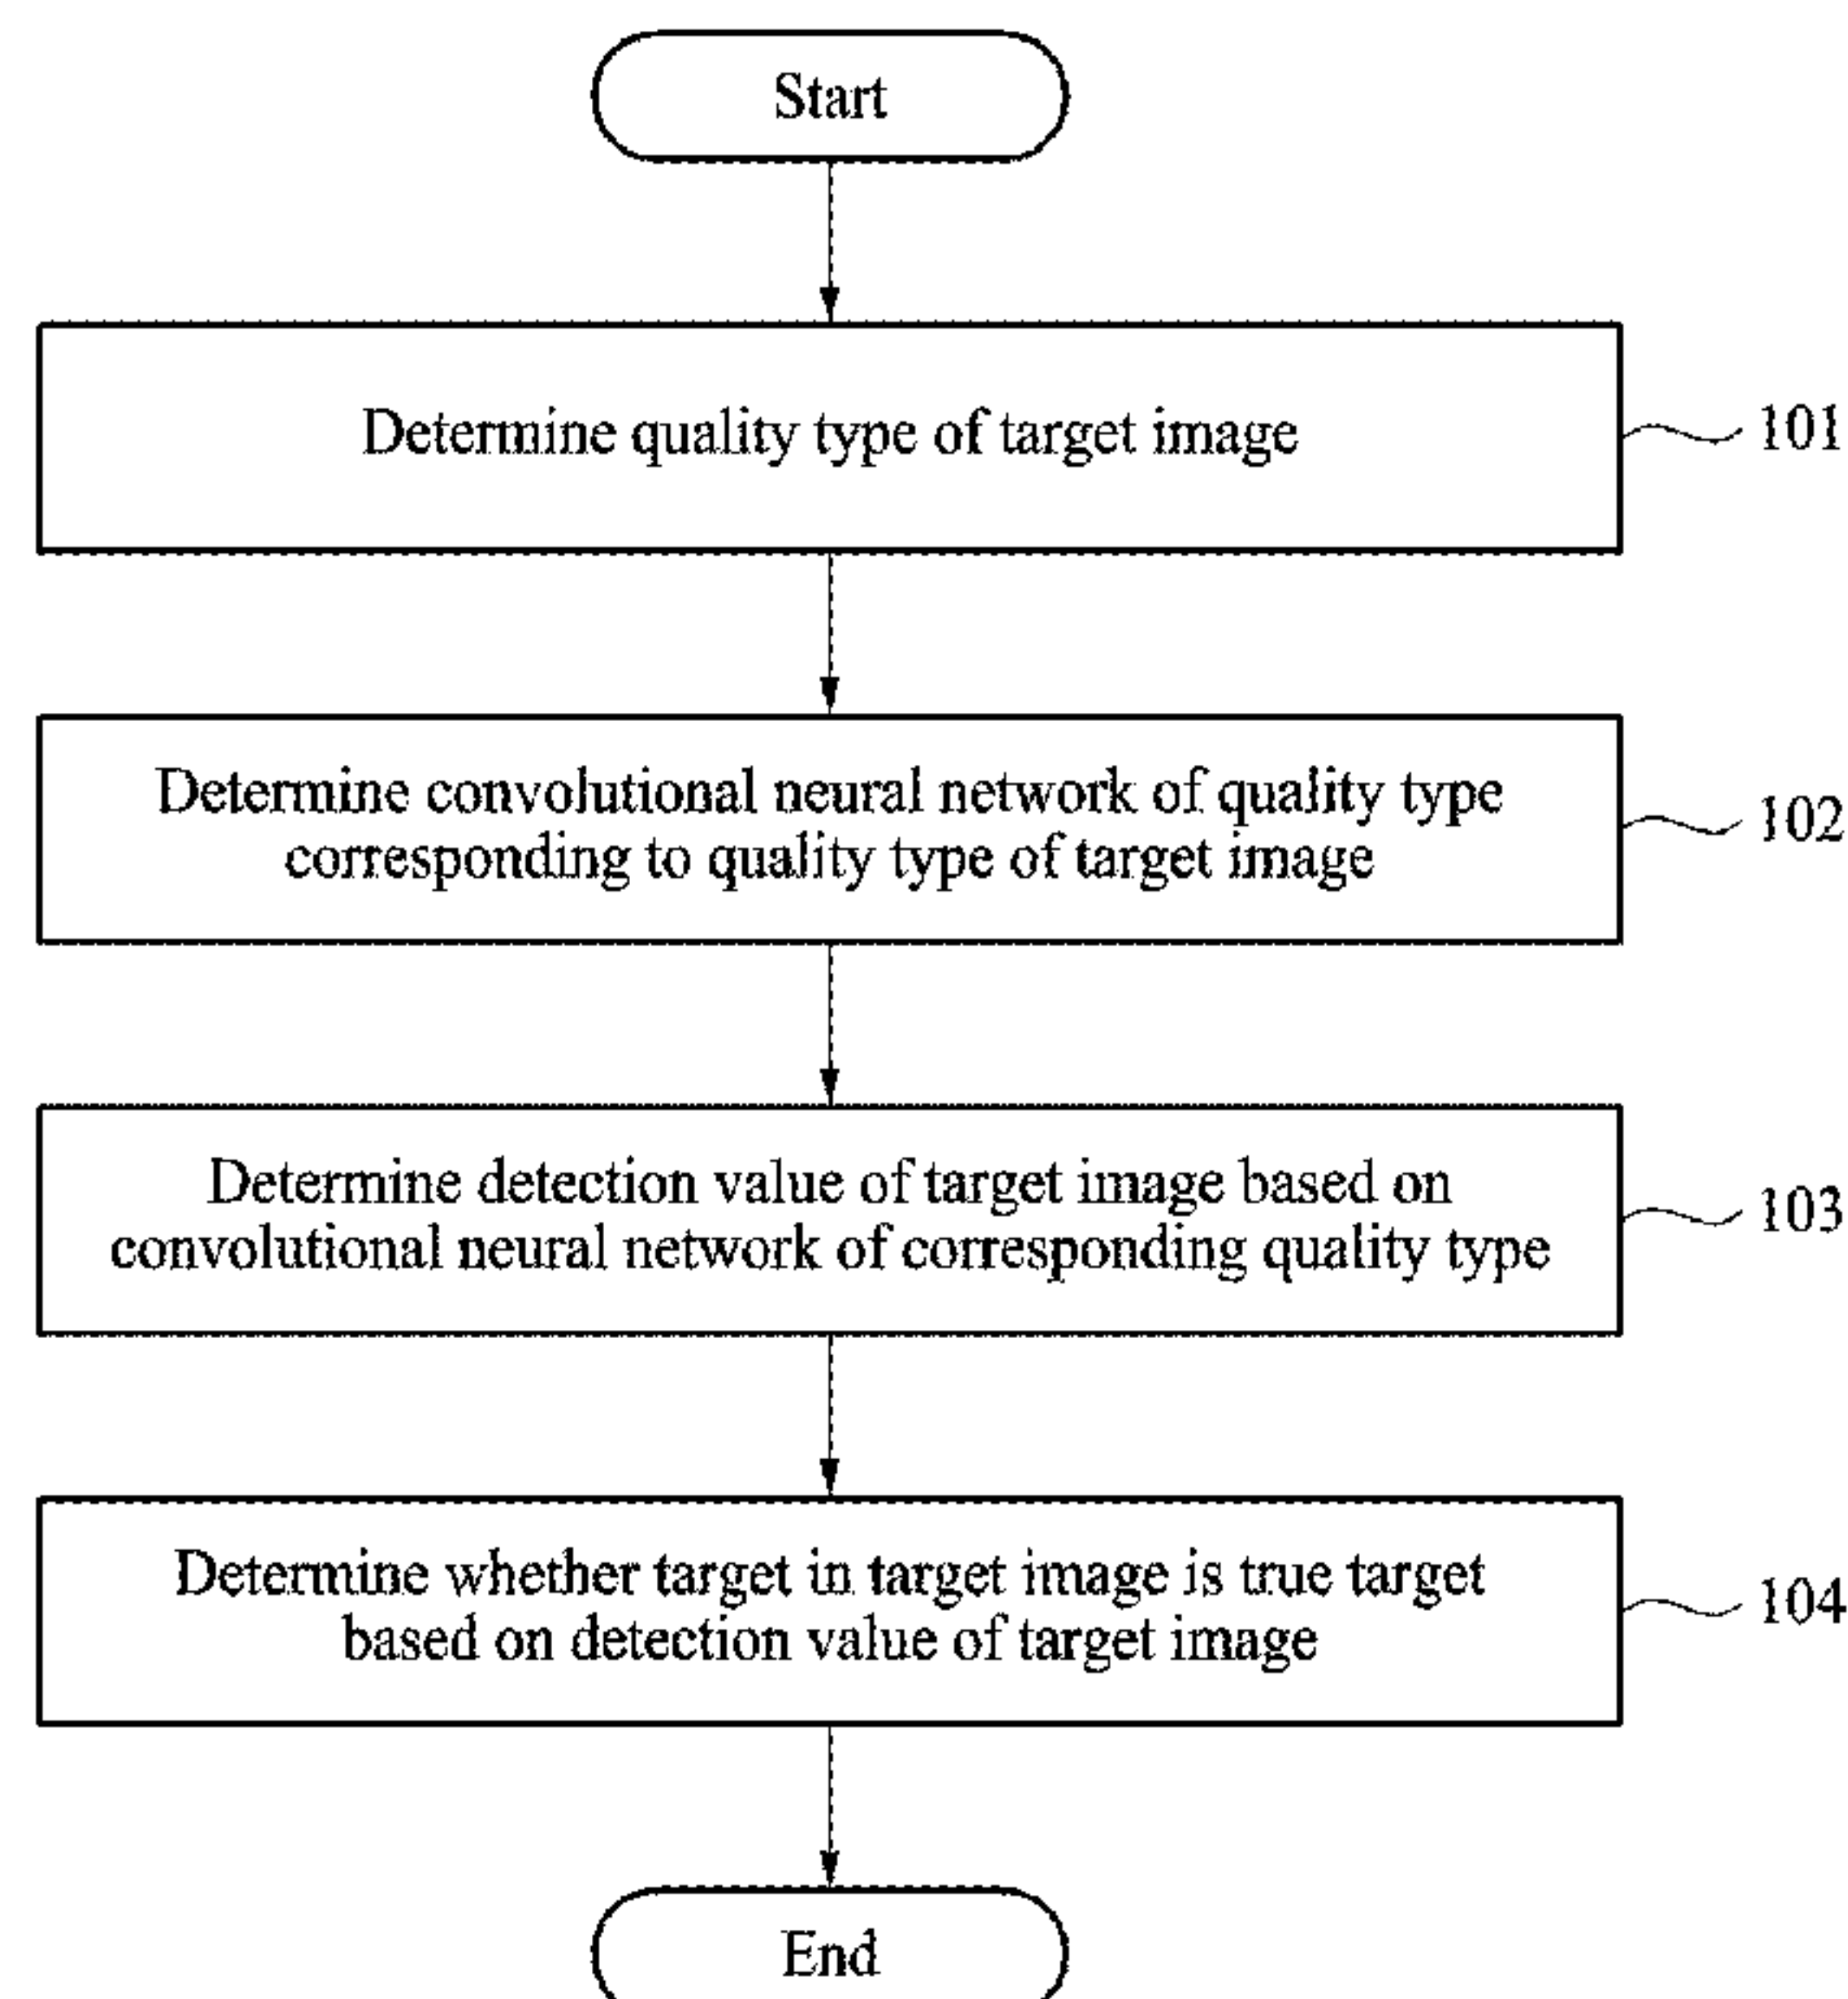 Start
Determine quality type of target image
101
Determine convolutional neural network of quality type
corresponding to quality type of target image
102
Determine detection value of target image based on
convolutional neural network of corresponding quality type
103
Determine whether target in target image is true target
based on detection value of target image
104
End